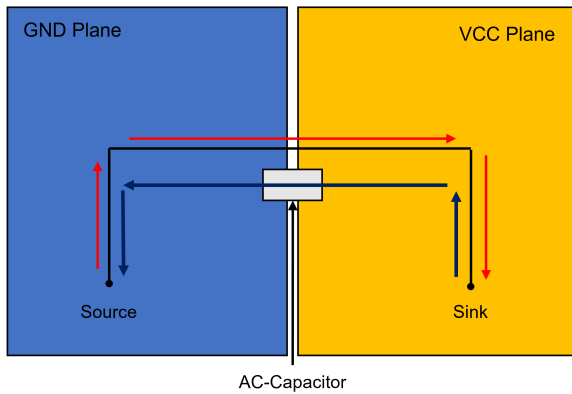 GND Plane
VCC Plane
Source
Sink
AC-Capacitor